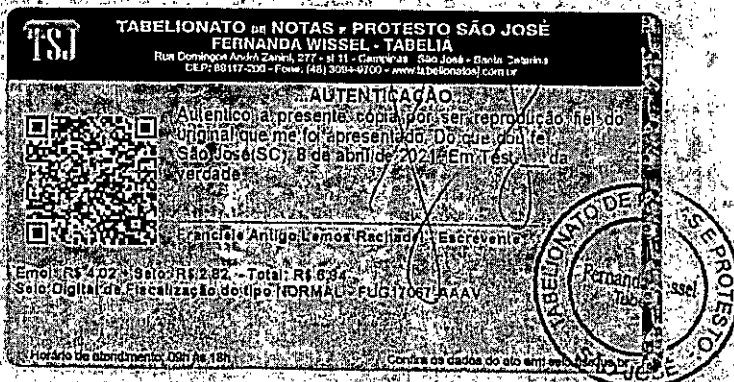 TSJ
TABELIONATO DE NOTAS E PROTESTO SÃO JOSÉ
FERNANDA WISSEL - TABELIÃ
Rua Domingos André Zanini, 277 - sl 11 - Campinas - São José - Santa Catarina
CEP: 88117-200 - Fone: (48) 3094-9700 - www.tabelionatosj.com.br
AUTENTICAÇÃO
Autentico a presente cópia por ser reprodução fiel do
original que me foi apresentado. Do que dou fé.
São José(SC), 8 de abril de 2021. Em Test. ___ da
verdade
Franciele Antigo Lemos - Escrevente
Emol: R$ 4,02 - Selo: R$ 2,82 - Total: R$ 6,84
Selo Digital de Fiscalização do tipo NORMAL - FUG17067-AAAV
Horário de atendimento: 09h às 18h
Confira os dados do ato em: selo.tjsc.jus.br
TABELIONATO DE
S E PROTESTO
Fernand ssel